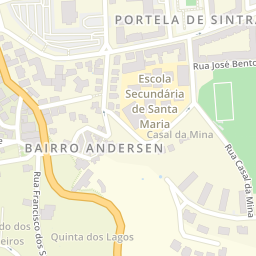 PORTELA DE SINTR
Rua José Bento
Escola
Secundária
de Santa
Maria
Casal da Mina
BAIRRO ANDERSEN
Rua Casal da Mina
Rua Francisco dos S
do dos
eiros
Quinta dos Lagos